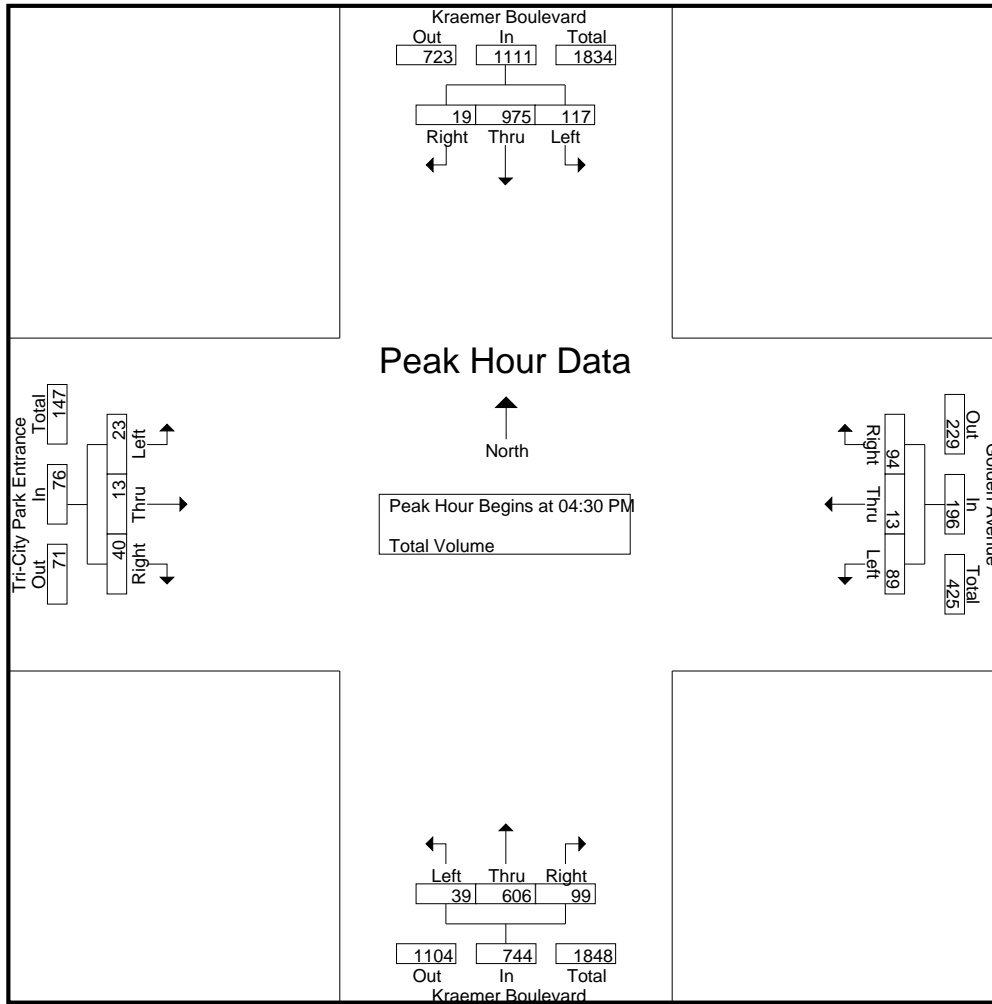 Kraemer Boulevard
Out In Total
723 1111 1834
19 975 117
Right Thru Left
Peak Hour Data
North
Peak Hour Begins at 04:30 PM
Total Volume
Tri-City Park Entrance
Total In Out
147 76 71
23 13 40
Left Thru Right
Golden Avenue
Out In Total
229 196 425
94 13 89
Right Thru Left
Left Thru Right
39 606 99
1104 744 1848
Out In Total
Kraemer Boulevard